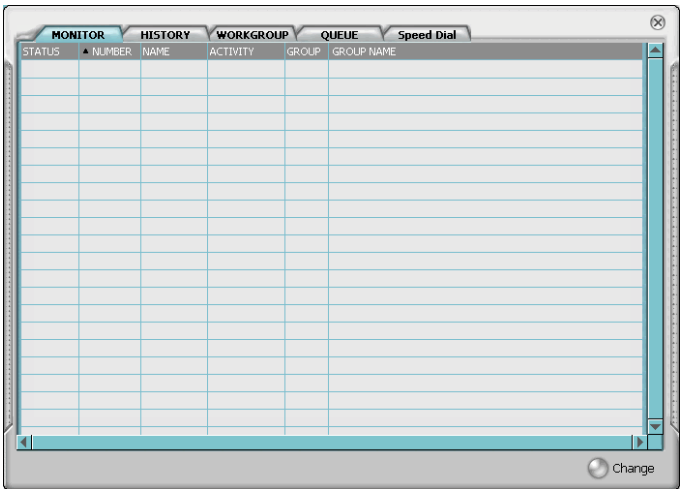 MONITOR HISTORY WORKGROUP QUEUE Speed Dial
STATUS ▲ NUMBER NAME ACTIVITY GROUP GROUP NAME
Change